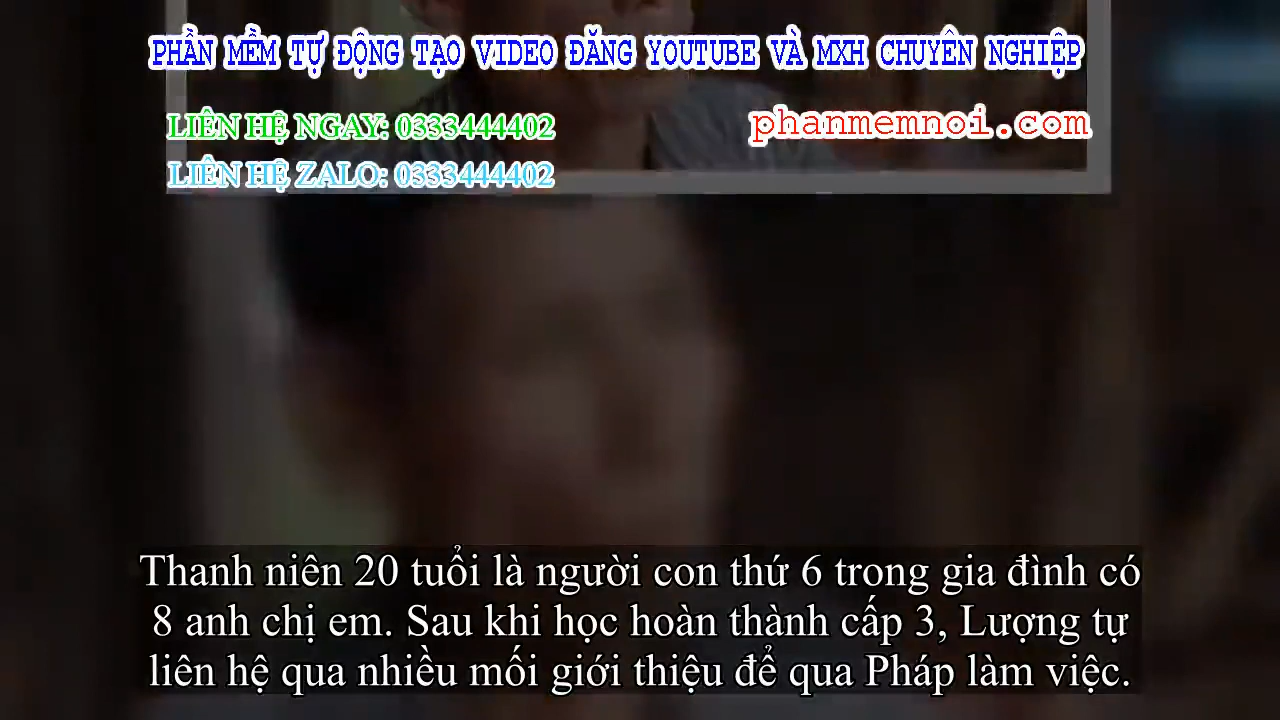 PHẦN MỀM TỰ ĐỘNG TẠO VIDEO ĐĂNG YOUTUBE VÀ MXH CHUYÊN NGHIỆP
LIÊN HỆ NGAY: 0333444402
phanmemnoi.com
LIÊN HỆ ZALO: 0333444402
Thanh niên 20 tuổi là người con thứ 6 trong gia đình có
8 anh chị em. Sau khi học hoàn thành cấp 3, Lượng tự
liên hệ qua nhiều mối giới thiệu để qua Pháp làm việc.